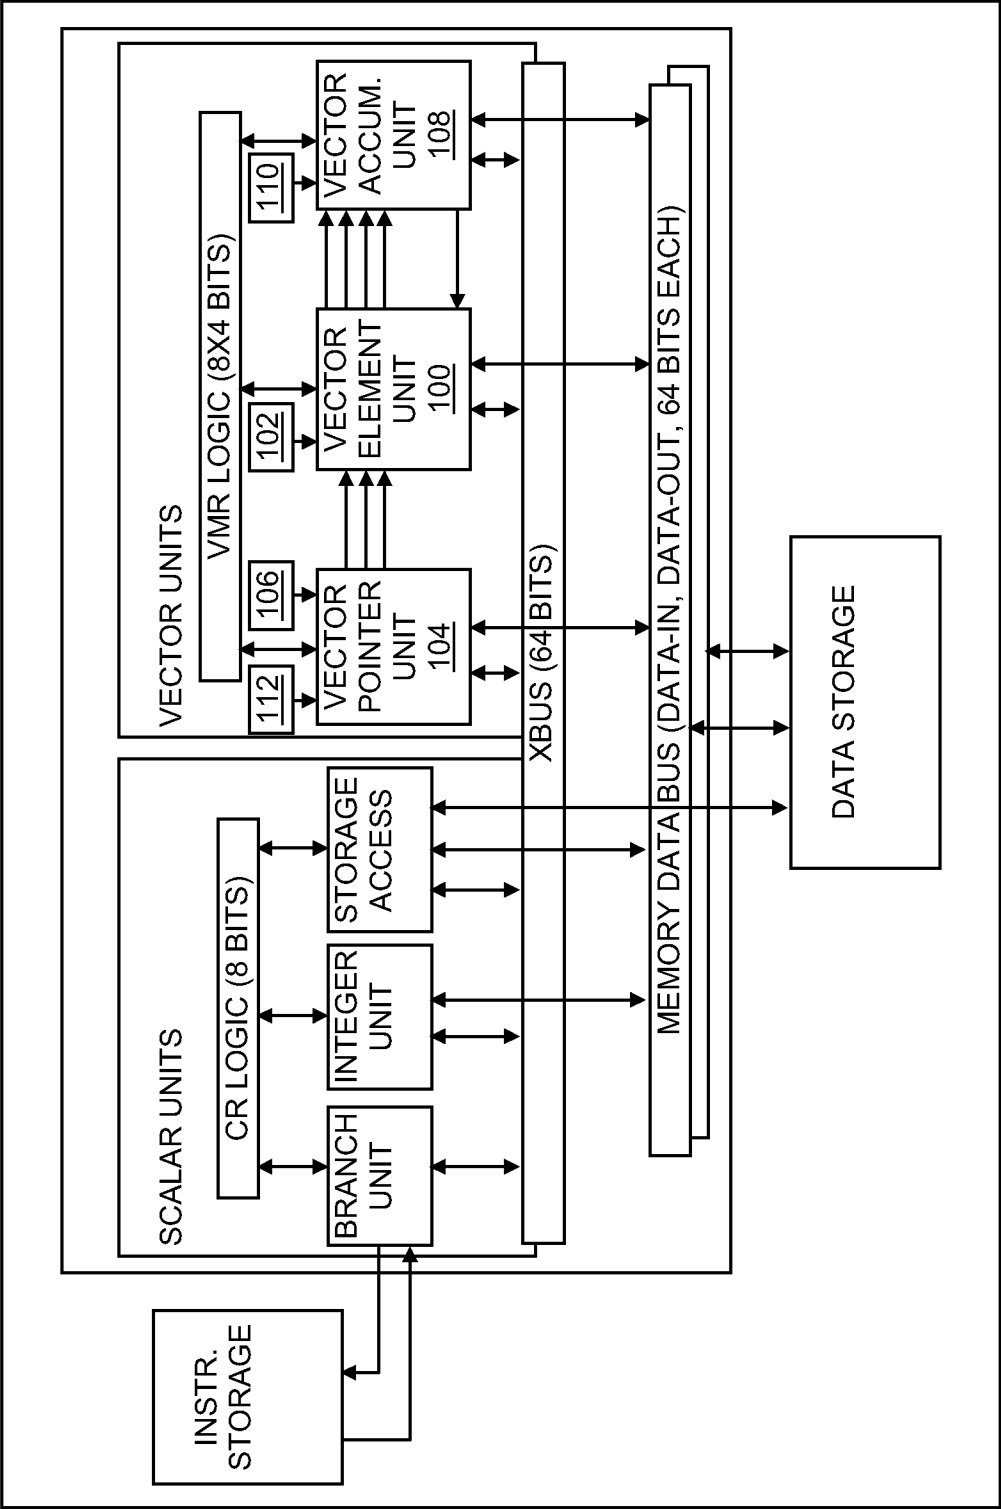 INSTR.
STORAGE
SCALAR UNITS
CR LOGIC (8 BITS)
BRANCH
UNIT
INTEGER
UNIT
STORAGE
ACCESS
VECTOR UNITS
VMR LOGIC (8X4 BITS)
112
106
102
110
VECTOR
POINTER
UNIT
104
VECTOR
ELEMENT
UNIT
100
VECTOR
ACCUM.
UNIT
108
XBUS (64 BITS)
MEMORY DATA BUS (DATA-IN, DATA-OUT, 64 BITS EACH)
DATA STORAGE